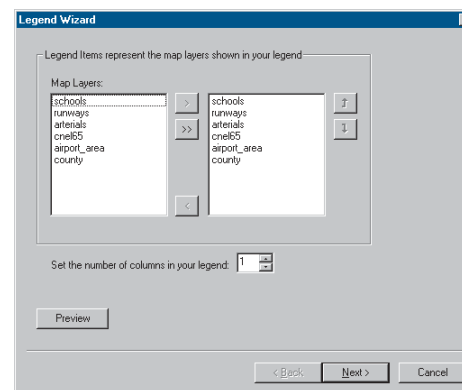 Legend Wizard
Legend Items represent the map layers shown in your legend
Map Layers:
schools
runways
arterials
cnel65
airport_area
county
>
>>
<
schools
runways
arterials
cnel65
airport_area
county
Set the number of columns in your legend: 1
Preview
< Back
Next >
Cancel